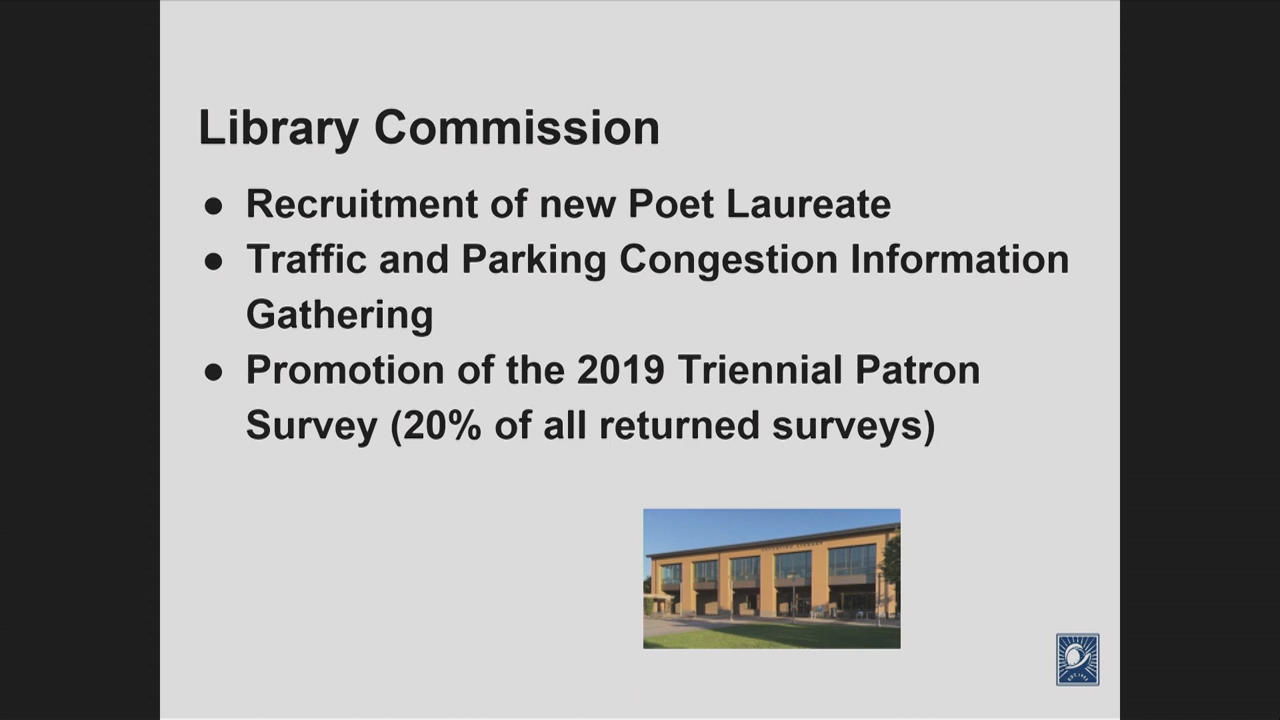 Library Commission
● Recruitment of new Poet Laureate
● Traffic and Parking Congestion Information
Gathering
● Promotion of the 2019 Triennial Patron
Survey (20% of all returned surveys)